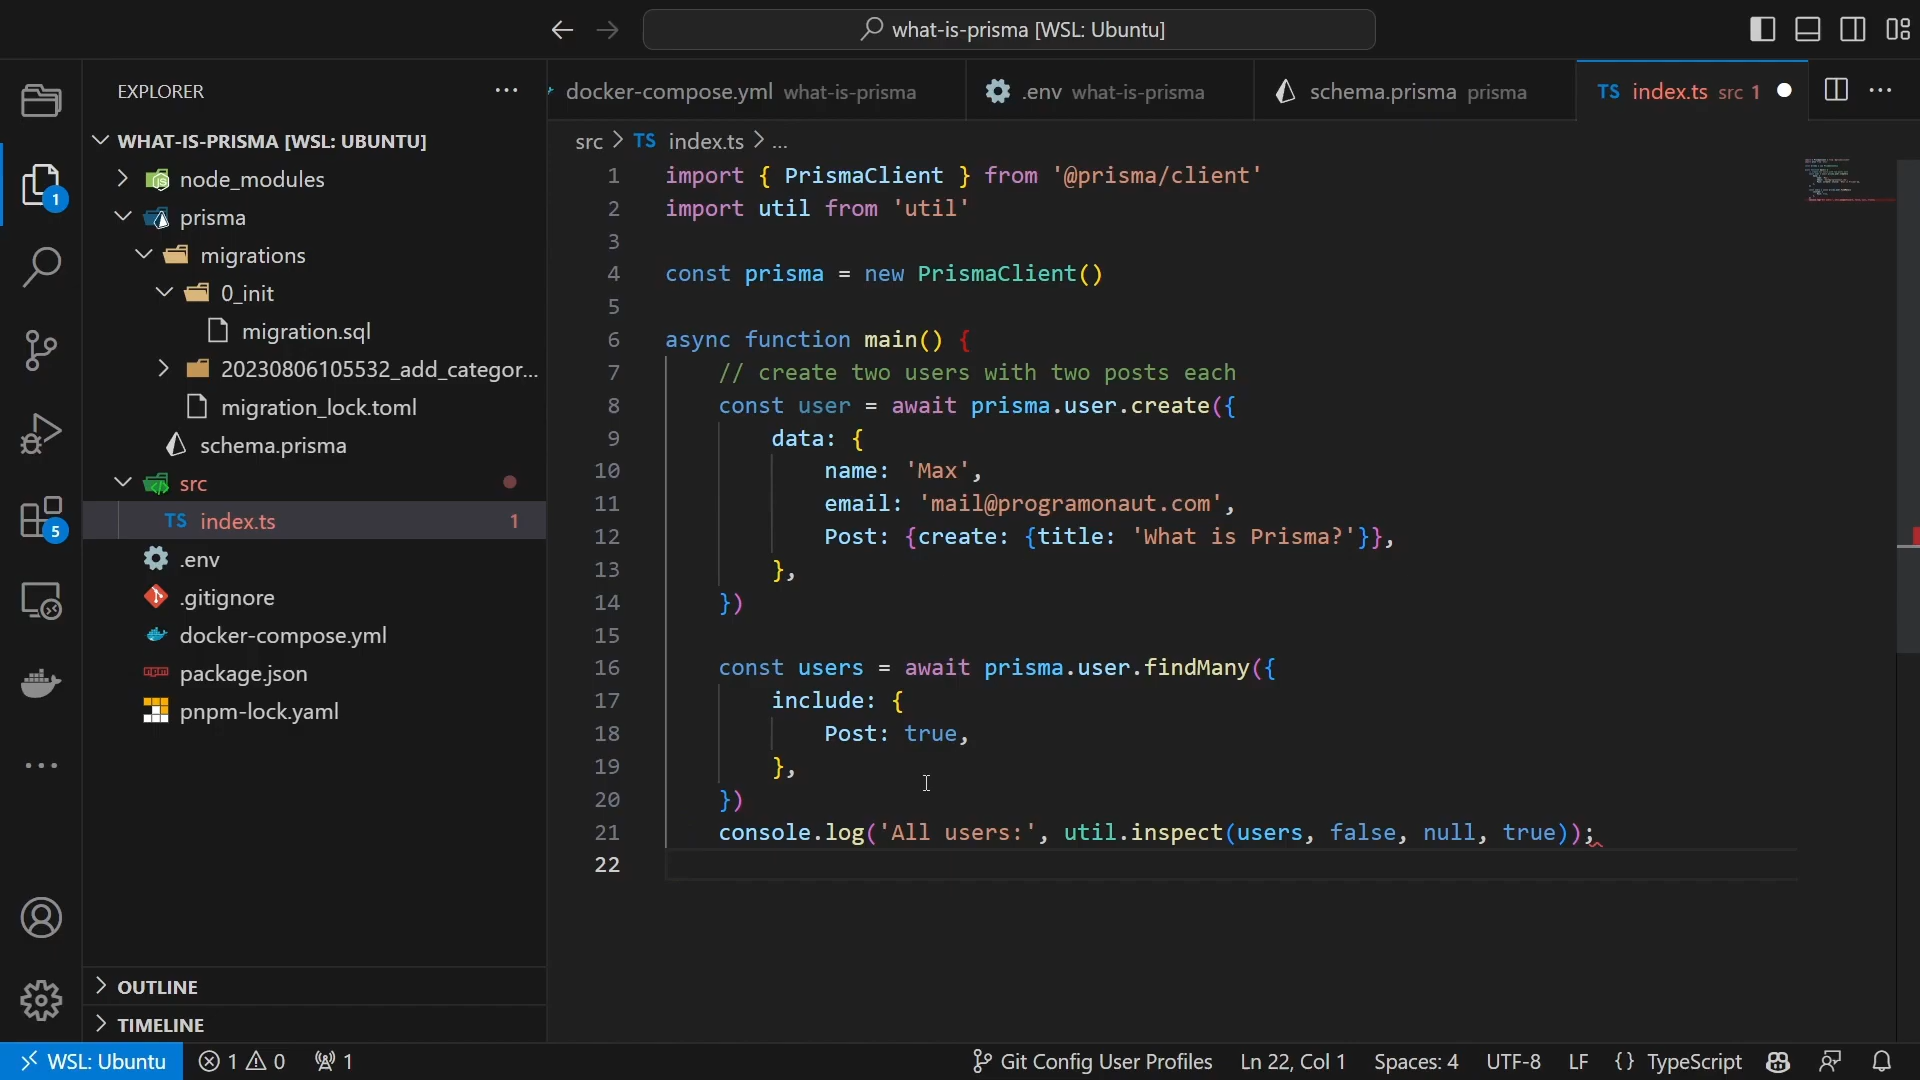 what-is-prisma [WSL: Ubuntu]
EXPLORER
docker-compose.yml what-is-prisma
.env what-is-prisma
schema.prisma prisma
TS index.ts src 1
WHAT-IS-PRISMA [WSL: UBUNTU]
node_modules
prisma
migrations
0_init
migration.sql
20230806105532_add_categor...
migration_lock.toml
schema.prisma
src
TS index.ts 1
.env
.gitignore
docker-compose.yml
package.json
pnpm-lock.yaml
OUTLINE
TIMELINE
1
5
src > TS index.ts > ...
1 import { PrismaClient } from '@prisma/client'
2 import util from 'util'
3
4 const prisma = new PrismaClient()
5
6 async function main() {
7 // create two users with two posts each
8 const user = await prisma.user.create({
9 data: {
10 name: 'Max',
11 email: 'mail@programonaut.com',
12 Post: {create: {title: 'What is Prisma?'}},
13 },
14 })
15
16 const users = await prisma.user.findMany({
17 include: {
18 Post: true,
19 },
20 })
21 console.log('All users:', util.inspect(users, false, null, true));
22
WSL: Ubuntu 1 0 1 Git Config User Profiles Ln 22, Col 1 Spaces: 4 UTF-8 LF {} TypeScript